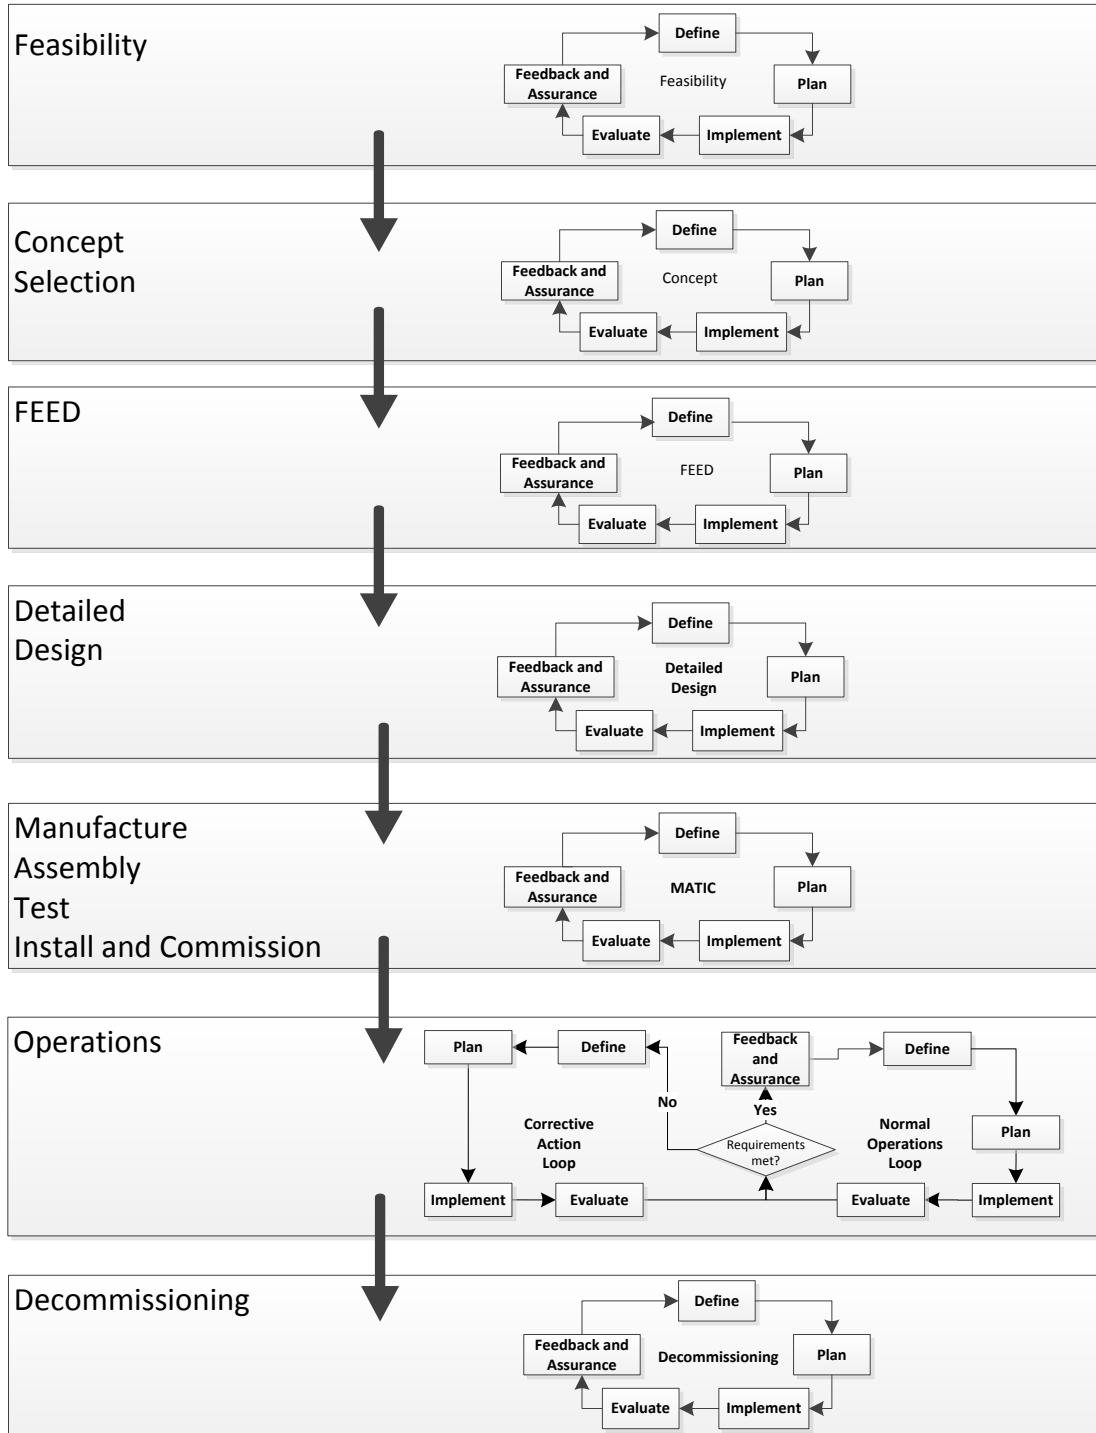 Feasibility
Define
Feedback and
Assurance
Feasibility
Plan
Evaluate
Implement
Concept
Selection
Define
Feedback and
Assurance
Concept
Plan
Evaluate
Implement
FEED
Define
Feedback and
Assurance
FEED
Plan
Evaluate
Implement
Detailed
Design
Define
Feedback and
Assurance
Detailed
Design
Plan
Evaluate
Implement
Manufacture
Assembly
Test
Install and Commission
Define
Feedback and
Assurance
MATIC
Plan
Evaluate
Implement
Operations
Plan
Define
Feedback
and
Assurance
Define
No
Yes
Corrective
Action
Loop
Requirements
met?
Normal
Operations
Loop
Plan
Implement
Evaluate
Evaluate
Implement
Decommissioning
Define
Feedback and
Assurance
Decommissioning
Plan
Evaluate
Implement